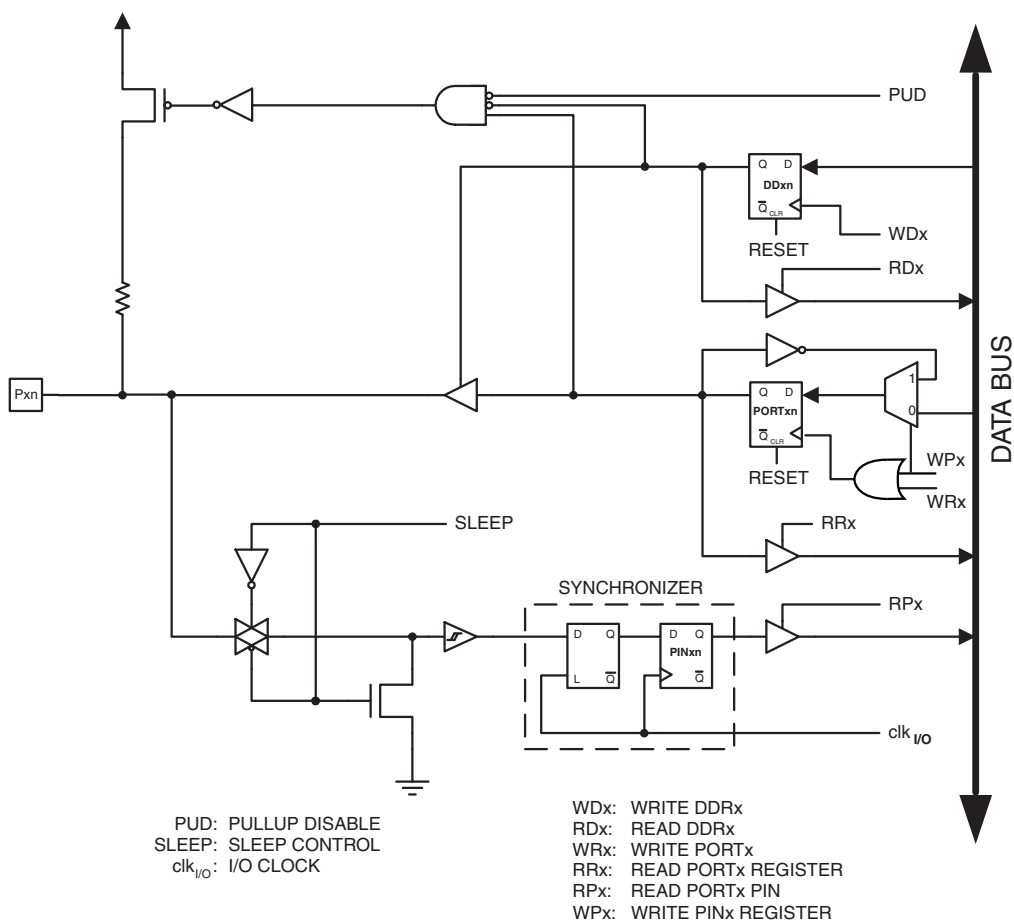 PUD
Q D
DDxn
Q CLR
RESET
WDx
RDx
Pxn
1
Q D
PORTxn
0
Q CLR
RESET
WPx
WRx
DATA BUS
SLEEP
RRx
SYNCHRONIZER
RPx
D Q
D Q
PINxn
L Q
Q
clk I/O
PUD: PULLUP DISABLE
SLEEP: SLEEP CONTROL
clkI/O: I/O CLOCK
WDx: WRITE DDRx
RDx: READ DDRx
WRx: WRITE PORTx
RRx: READ PORTx REGISTER
RPx: READ PORTx PIN
WPx: WRITE PINx REGISTER